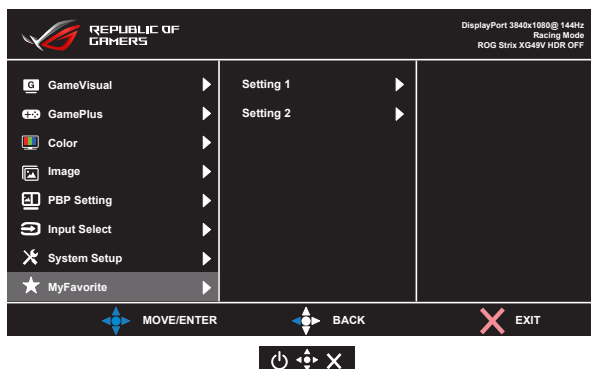 REPUBLIC OF
GAMERS
DisplayPort 3840x1080@ 144Hz
Racing Mode
ROG Strix XG49V HDR OFF
G GameVisual
GamePlus
Color
Image
PBP Setting
Input Select
System Setup
MyFavorite
Setting 1
Setting 2
MOVE/ENTER
BACK
EXIT